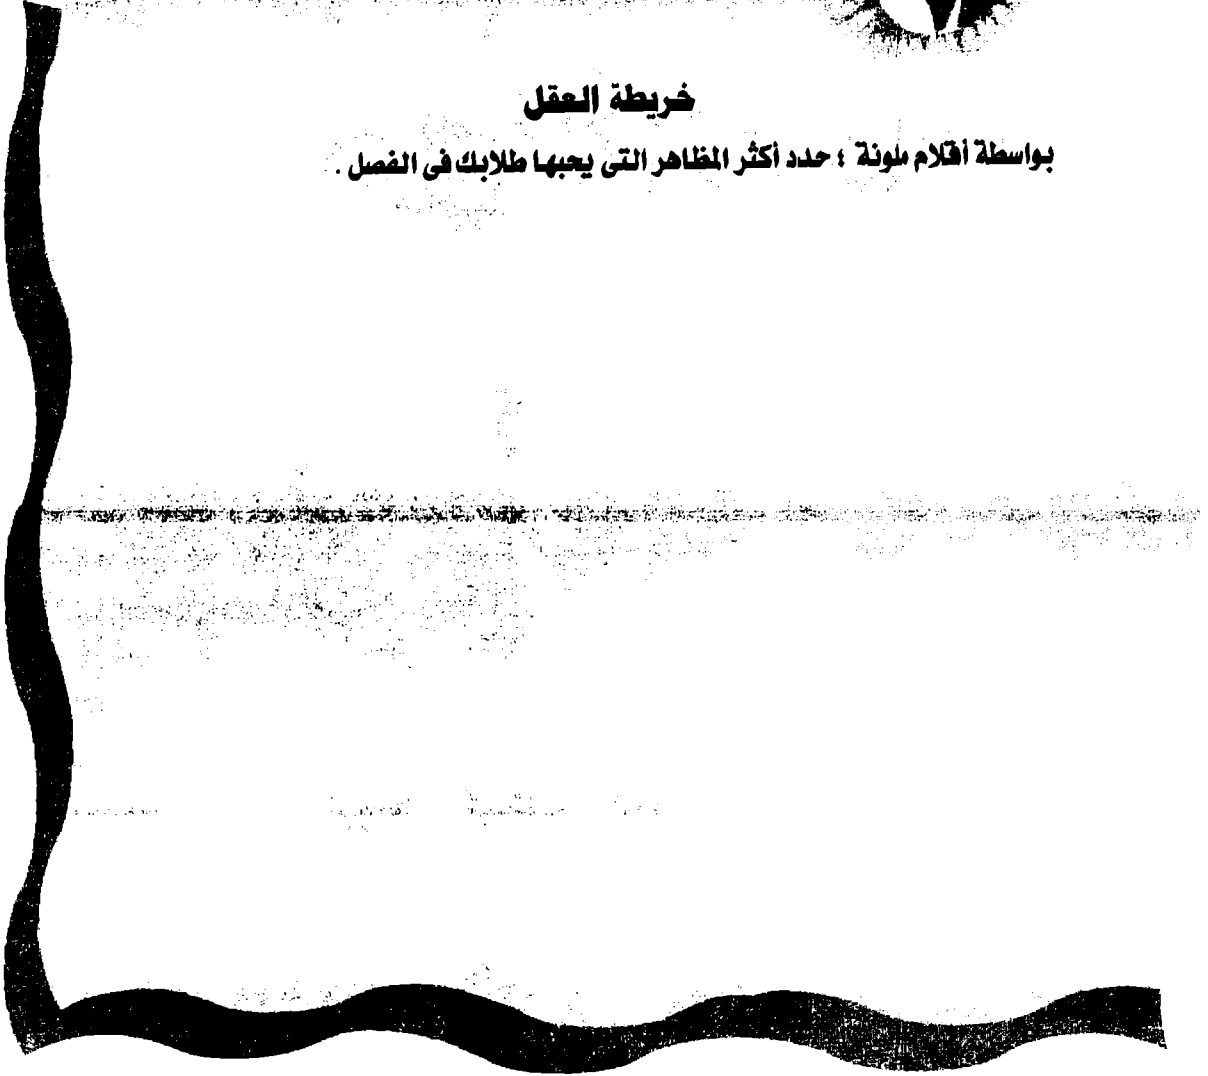 خريطة العقل
بواسطة أقلام ملونة ؛ حدد أكثر المظاهر التى يحبها طلابك فى الفصل .